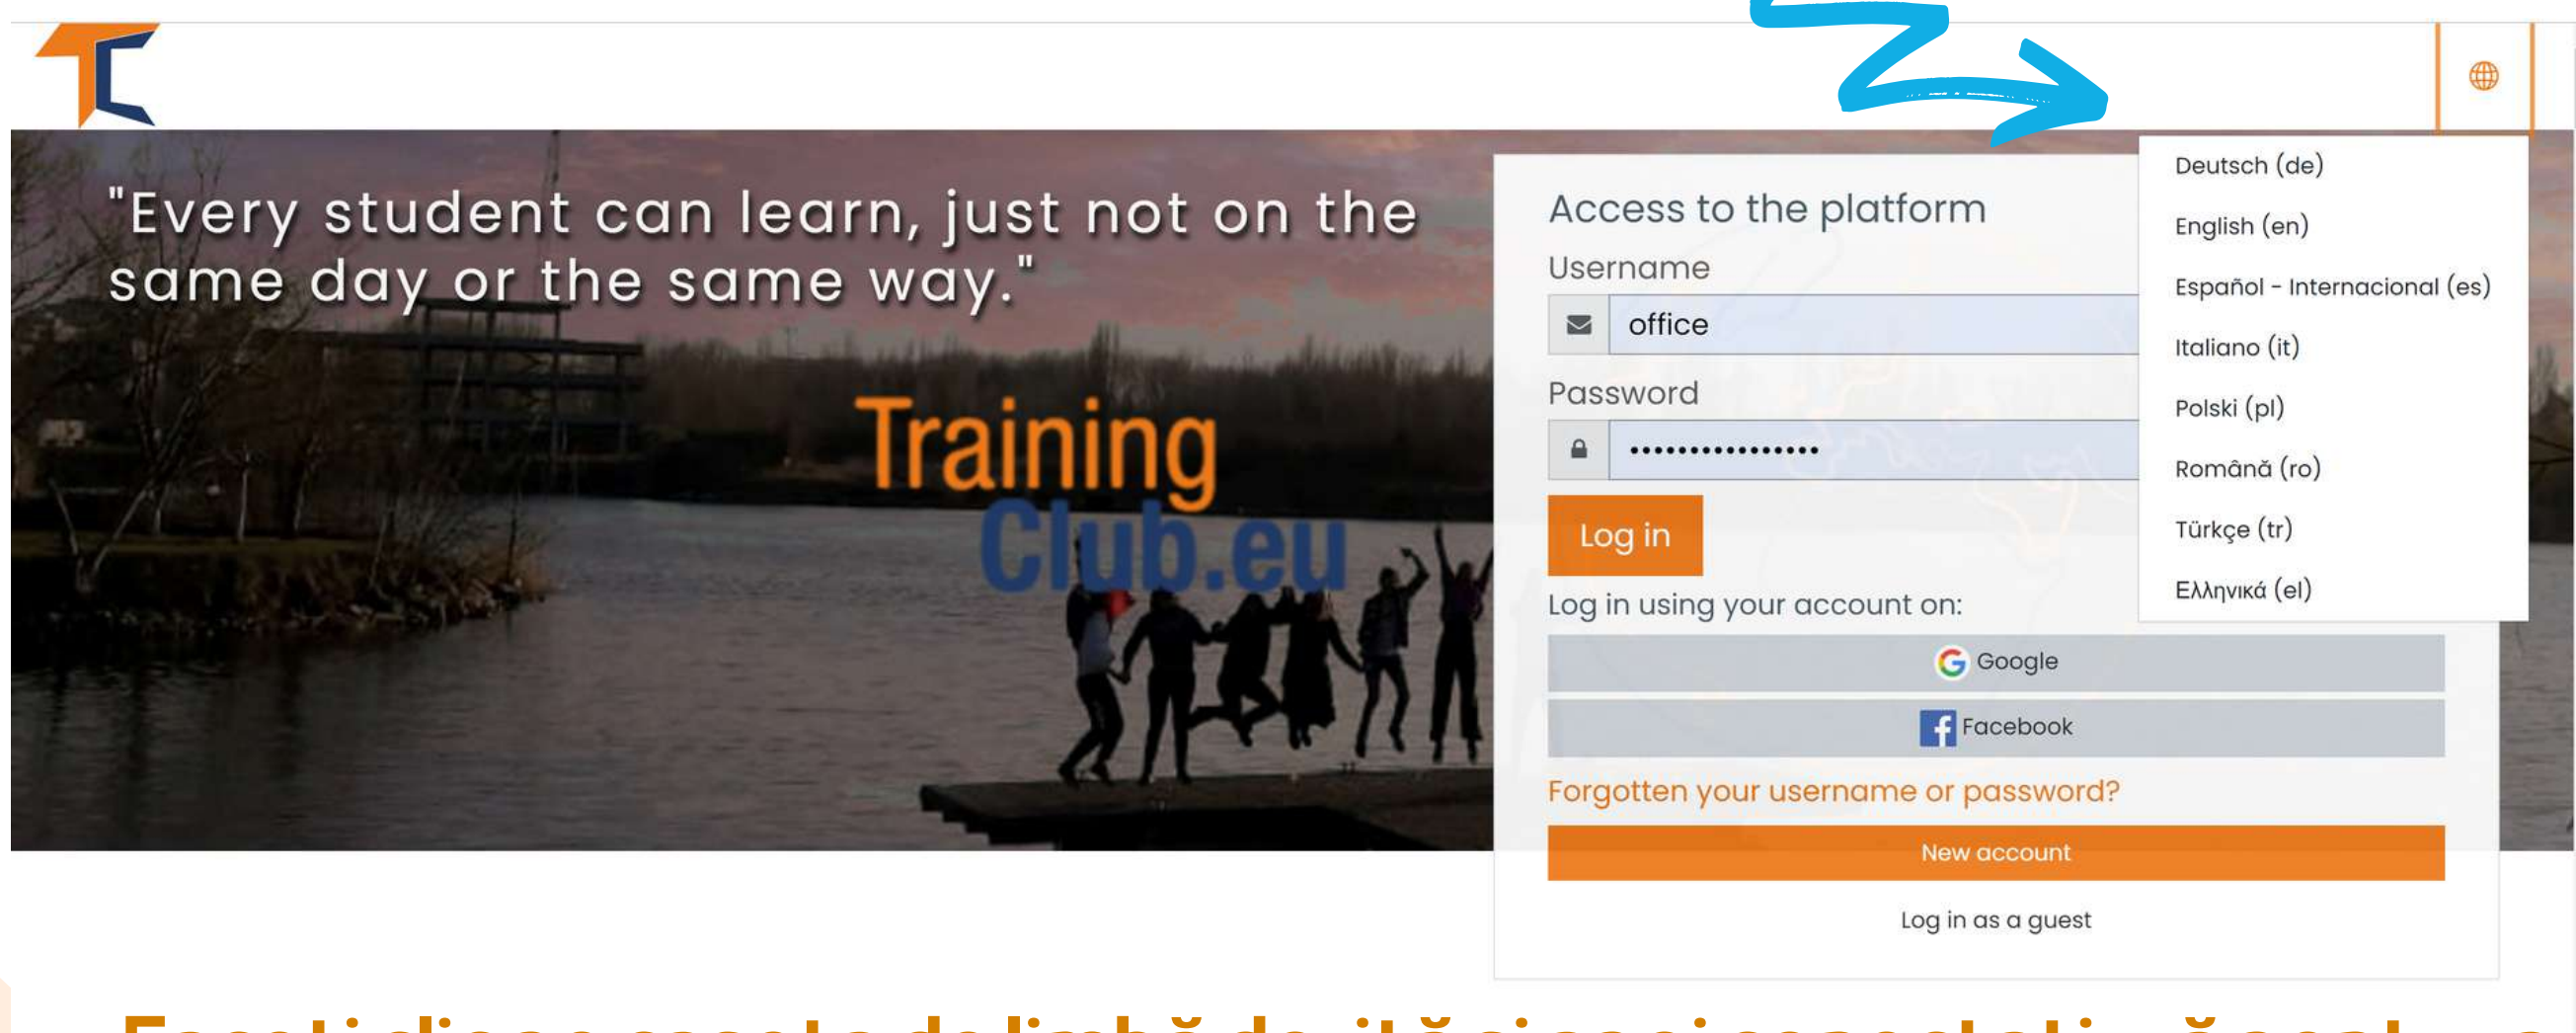 TC
"Every student can learn, just not on the
same day or the same way."
Training
Club.eu
Access to the platform
Username
office
Password
••••••••••••••••
Log in
Log in using your account on:
Google
Facebook
Forgotten your username or password?
New account
Log in as a guest
Deutsch (de)
English (en)
Español - Internacional (es)
Italiano (it)
Polski (pl)
Română (ro)
Türkçe (tr)
Ελληνικά (el)